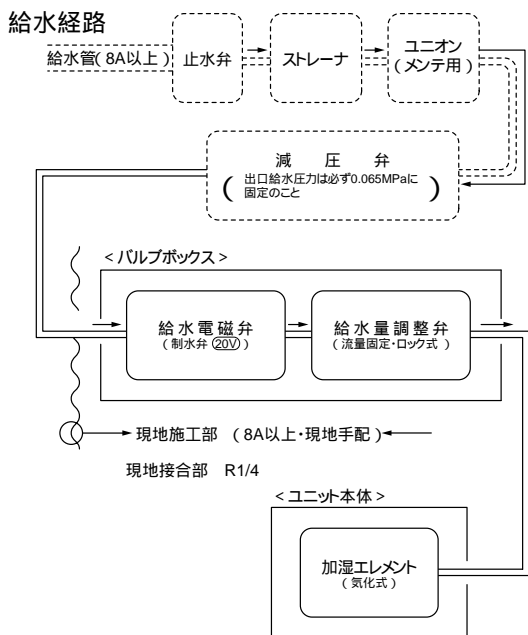 給水経路
給水管(8A以上)
止水弁
ストレーナ
ユニオン
(メンテ用)
減圧弁
(出口給水圧力は必ず0.065MPaに
固定のこと)
<バルブボックス>
給水電磁弁
(制水弁 20V)
給水量調整弁
(流量固定・ロック式)
現地施工部 (8A以上・現地手配)
現地接合部 R1/4
<ユニット本体>
加湿エレメント
(気化式)